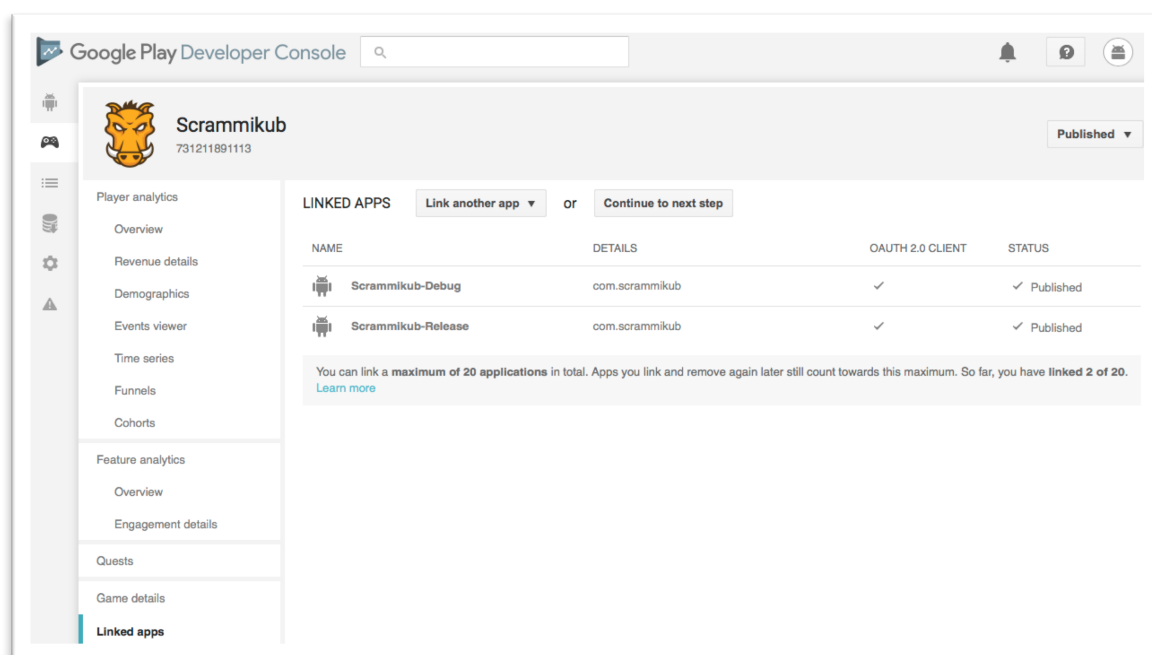 Google Play Developer Console
Scrammikub
731211891113
Published
Player analytics
Overview
Revenue details
Demographics
Events viewer
Time series
Funnels
Cohorts
Feature analytics
Overview
Engagement details
Quests
Game details
Linked apps
LINKED APPS Link another app or Continue to next step
NAME DETAILS OAUTH 2.0 CLIENT STATUS
Scrammikub-Debug com.scrammikub Published
Scrammikub-Release com.scrammikub Published
You can link a maximum of 20 applications in total. Apps you link and remove again later still count towards this maximum. So far, you have linked 2 of 20.
Learn more